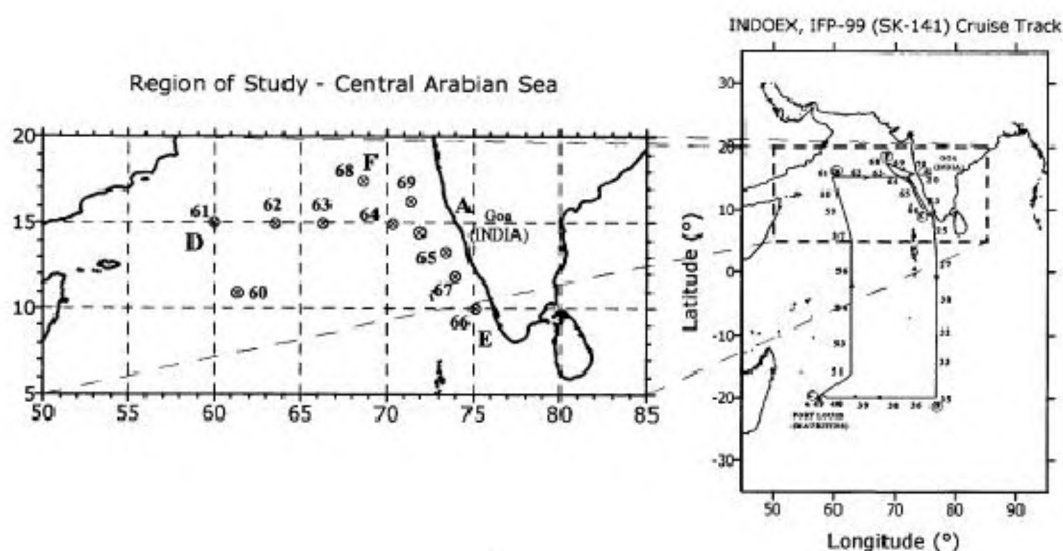 INDOEX, IFP-99 (SK-141) Cruise Track
Region of Study - Central Arabian Sea
20
15
10
5
50 55 60 65 70 75 80 85
68 F
69
61 62 63 64 A
Goa
(INDIA)
D
65
60
67
66
E
Latitude (°)
30
20
10
0
-10
-20
-30
50 60 70 80 90
Longitude (°)
GOA
(INDIA)
PORT LOUIS
(MAURITIUS)